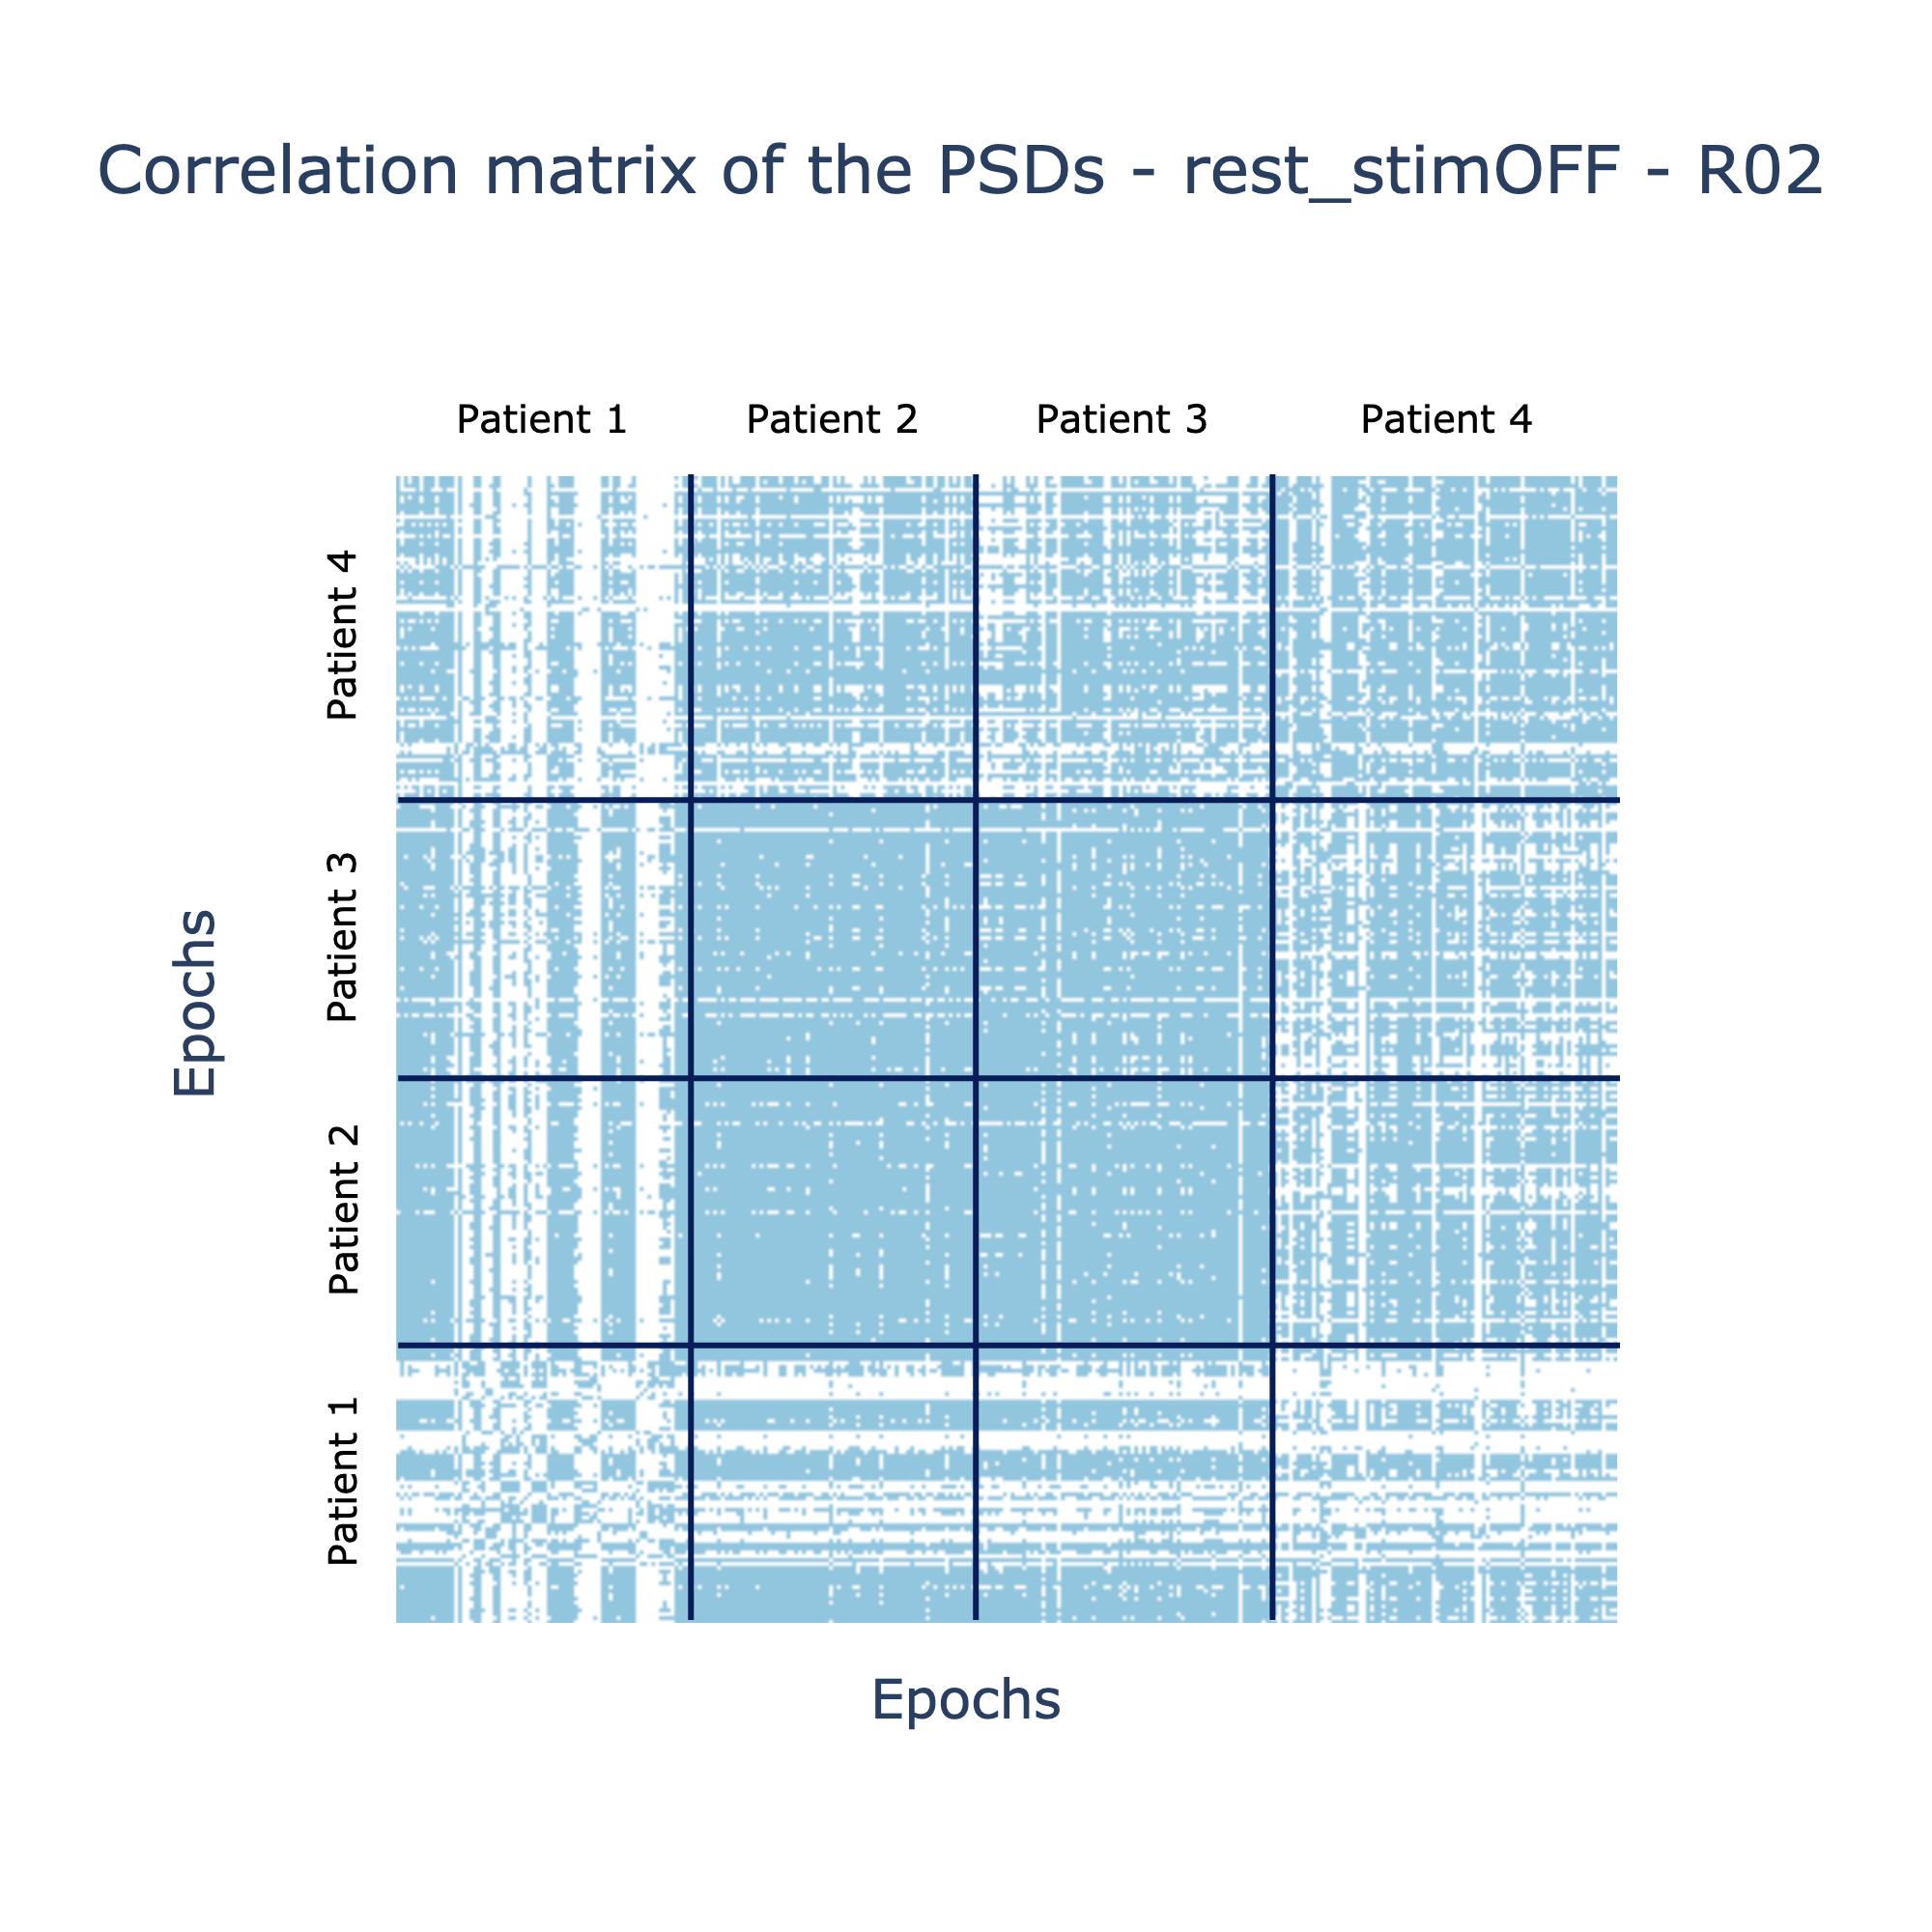 Correlation matrix of the PSDs - rest_stimOFF - R02
Patient 1
Patient 2
Patient 3
Patient 4
Patient 4
Patient 3
Patient 2
Patient 1
Epochs
Epochs